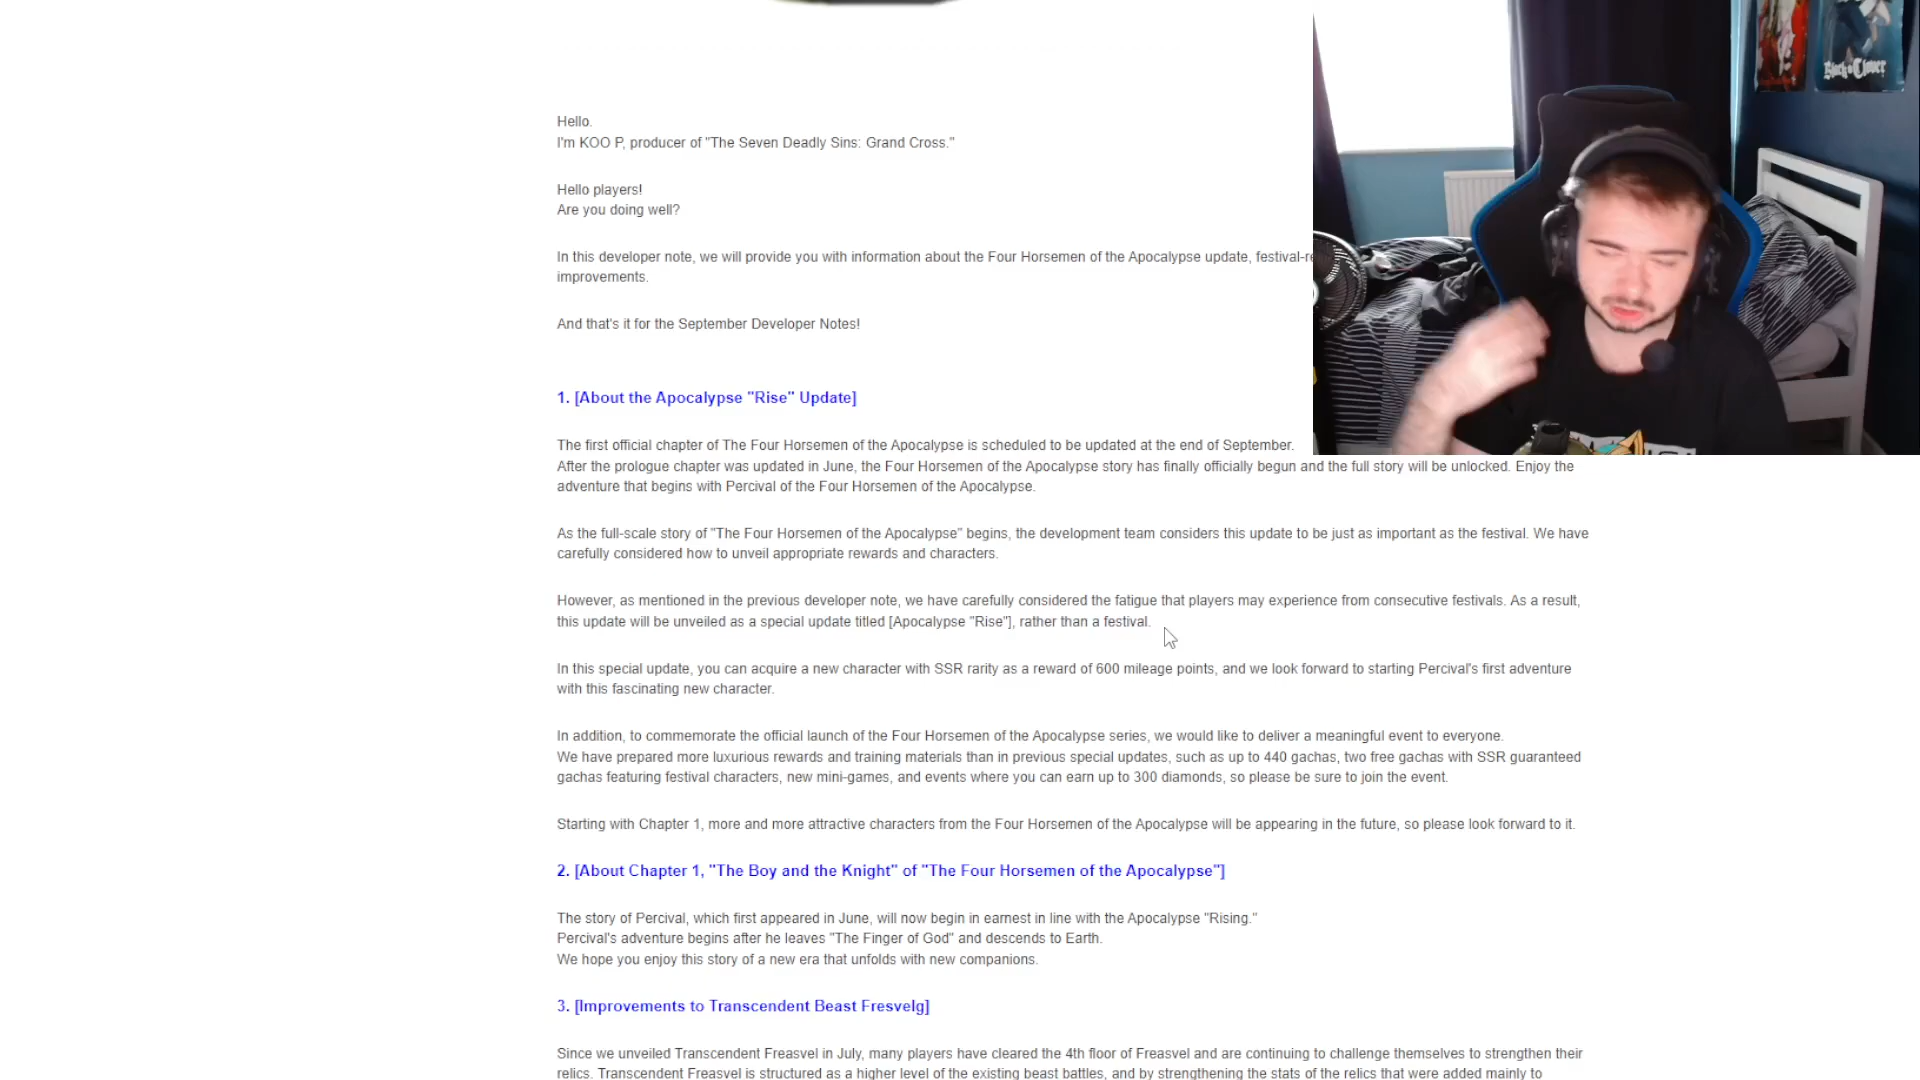 Hello.
I'm KOO P, producer of "The Seven Deadly Sins: Grand Cross."
Hello players!
Are you doing well?
In this developer note, we will provide you with information about the Four Horsemen of the Apocalypse update,
improvements.
And that's it for the September Developer Notes!
1. [About the Apocalypse "Rise" Update]
The first official chapter of The Four Horsemen of the Apocalypse is scheduled to be updated at the end of September.
After the prologue chapter was updated in June, the Four Horsemen of the Apocalypse story has finally officially begun and the full story will be unlocked. Enjoy the
adventure that begins with Percival of the Four Horsemen of the Apocalypse.
As the full-scale story of "The Four Horsemen of the Apocalypse" begins, the development team considers this update to be just as important as the festival. We have
carefully considered how to unveil appropriate rewards and characters.
However, as mentioned in the previous developer note, we have carefully considered the fatigue that players may experience from consecutive festivals. As a result,
this update will be unveiled as a special update titled [Apocalypse "Rise"], rather than a festival.
In this special update, you can acquire a new character with SSR rarity as a reward of 600 mileage points, and we look forward to starting Percival's first adventure
with this fascinating new character.
In addition, to commemorate the official launch of the Four Horsemen of the Apocalypse series, we would like to deliver a meaningful event to everyone.
We have prepared more luxurious rewards and training materials than in previous special updates, such as up to 440 gachas, two free gachas with SSR guaranteed
gachas featuring festival characters, new mini-games, and events where you can earn up to 300 diamonds, so please be sure to join the event.
Starting with Chapter 1, more and more attractive characters from the Four Horsemen of the Apocalypse will be appearing in the future, so please look forward to it.
2. [About Chapter 1, "The Boy and the Knight" of "The Four Horsemen of the Apocalypse"]
The story of Percival, which first appeared in June, will now begin in earnest in line with the Apocalypse "Rising."
Percival's adventure begins after he leaves "The Finger of God" and descends to Earth.
We hope you enjoy this story of a new era that unfolds with new companions.
3. [Improvements to Transcendent Beast Fresvelg]
Since we unveiled Transcendent Freasvel in July, many players have cleared the 4th floor of Freasvel and are continuing to challenge themselves to strengthen their
relics. Transcendent Freasvel is structured as a higher level of the existing beast battles, and by strengthening the stats of the relics that were added mainly to
Black Clover